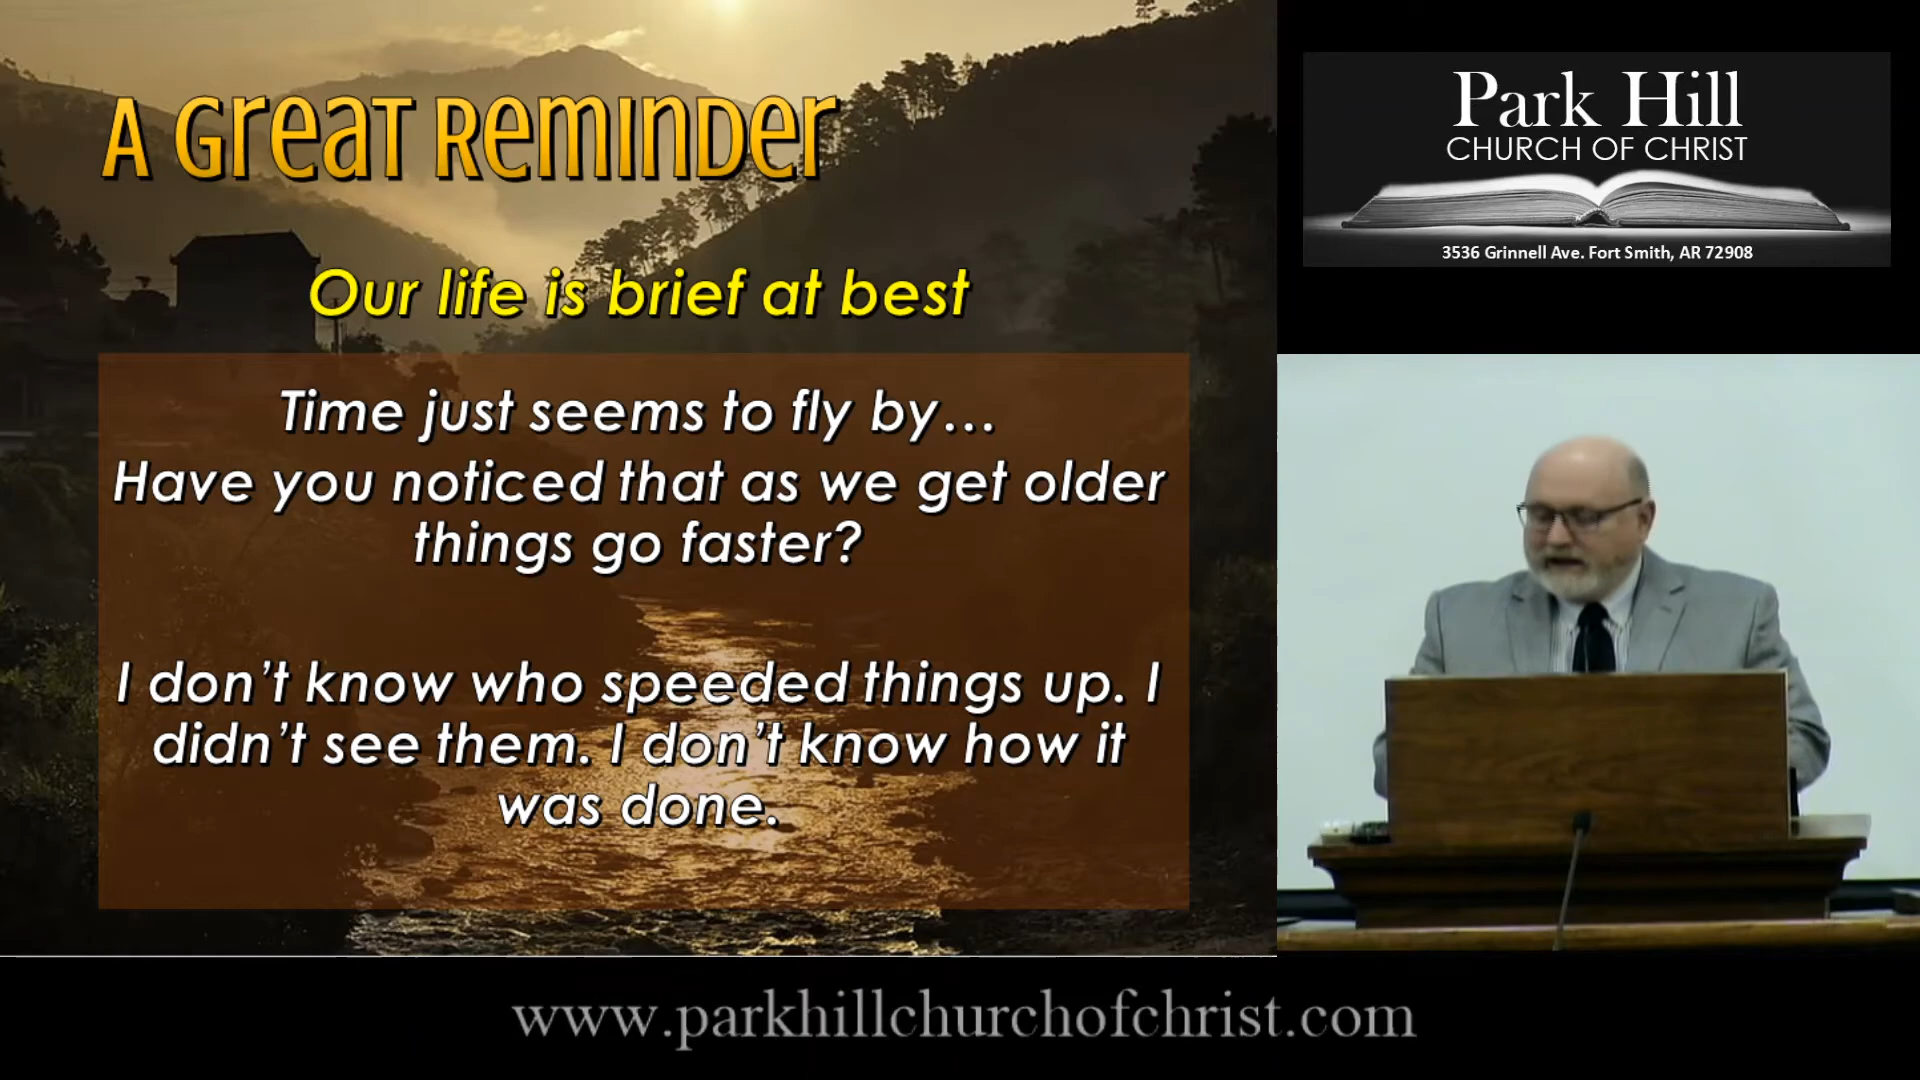 A Great Reminder
Our life is brief at best
Time just seems to fly by…
Have you noticed that as we get older
things go faster?
I don't know who speeded things up. I
didn't see them. I don't know how it
was done.
Park Hill
CHURCH OF CHRIST
3536 Grinnell Ave. Fort Smith, AR 72908
www.parkhillchurchofchrist.com